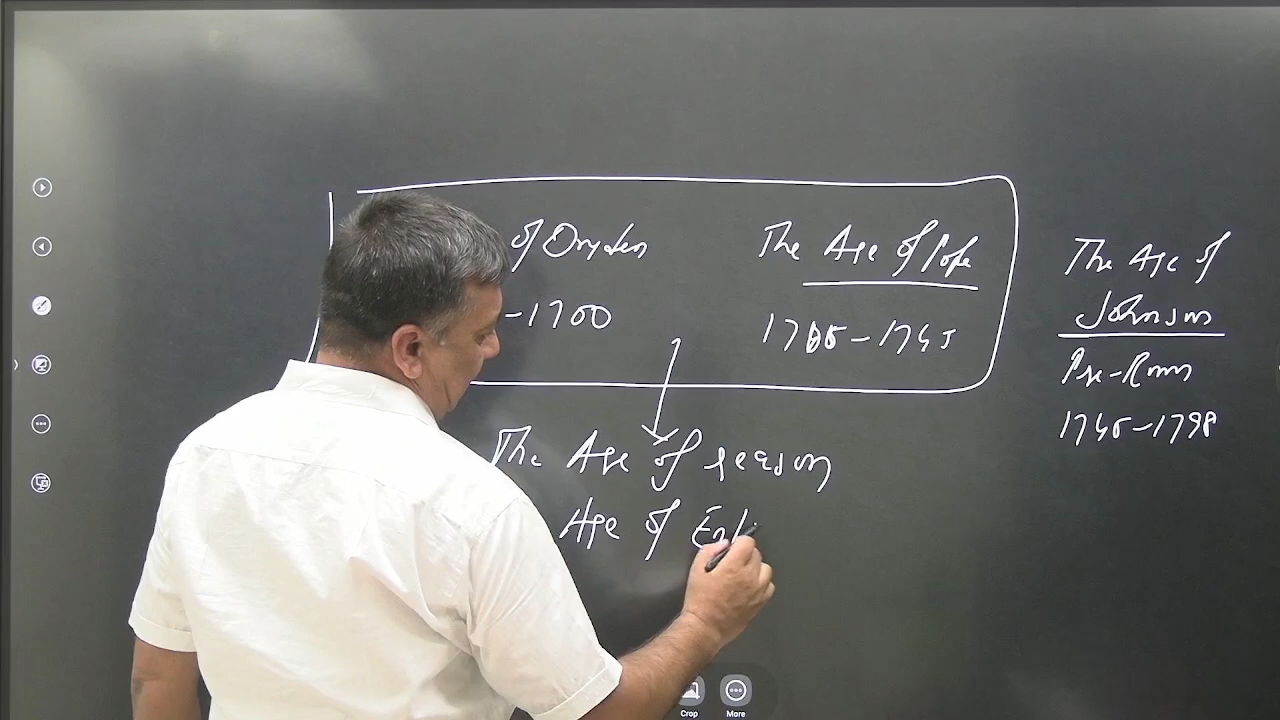 of Dryden
-1700
The Age of Pope
1700-1745
The Age of
Johnson
Pre-Rom
1745-1798
The Age of reason
Age of Enl
Crop
More